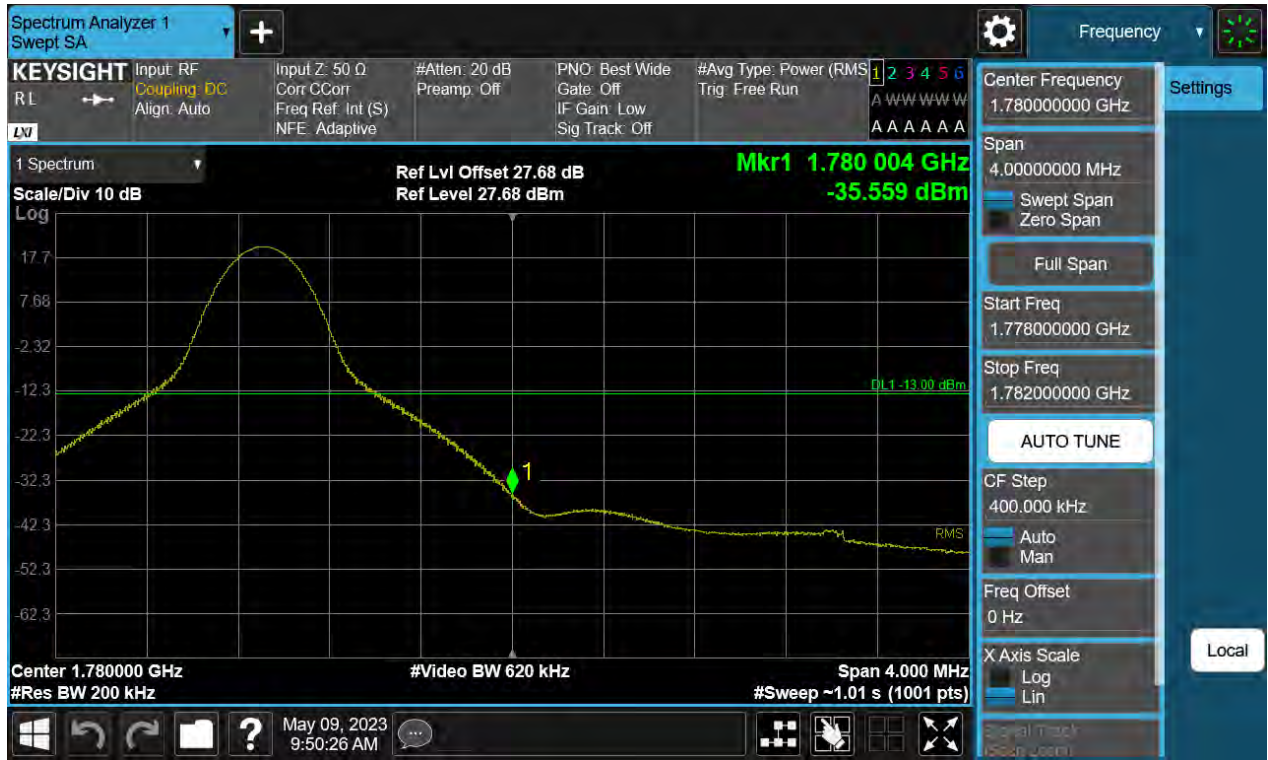 Spectrum Analyzer 1
Swept SA
+
Frequency
KEYSIGHT
RL
LXI
Input: RF
Coupling: DC
Align: Auto
Input Z: 50 Ω
Corr CCorr
Freq Ref: Int (S)
NFE: Adaptive
#Atten: 20 dB
Preamp: Off
PNO: Best Wide
Gate: Off
IF Gain: Low
Sig Track: Off
#Avg Type: Power (RMS
Trig: Free Run
1 2 3 4 5 6
A W W W W W
A A A A A A
1 Spectrum
Scale/Div 10 dB
Log
Ref Lvl Offset 27.68 dB
Ref Level 27.68 dBm
Mkr1 1.780 004 GHz
-35.559 dBm
17.7
7.68
-2.32
-12.3
-22.3
-32.3
-42.3
-52.3
-62.3
DL1 -13.00 dBm
1
RMS
Center 1.780000 GHz
#Res BW 200 kHz
#Video BW 620 kHz
Span 4.000 MHz
#Sweep ~1.01 s (1001 pts)
Center Frequency
1.780000000 GHz
Span
4.00000000 MHz
Swept Span
Zero Span
Full Span
Start Freq
1.778000000 GHz
Stop Freq
1.782000000 GHz
AUTO TUNE
CF Step
400.000 kHz
Auto
Man
Freq Offset
0 Hz
X Axis Scale
Log
Lin
Signal Track
(Span Zoom)
Settings
Local
?
May 09, 2023
9:50:26 AM